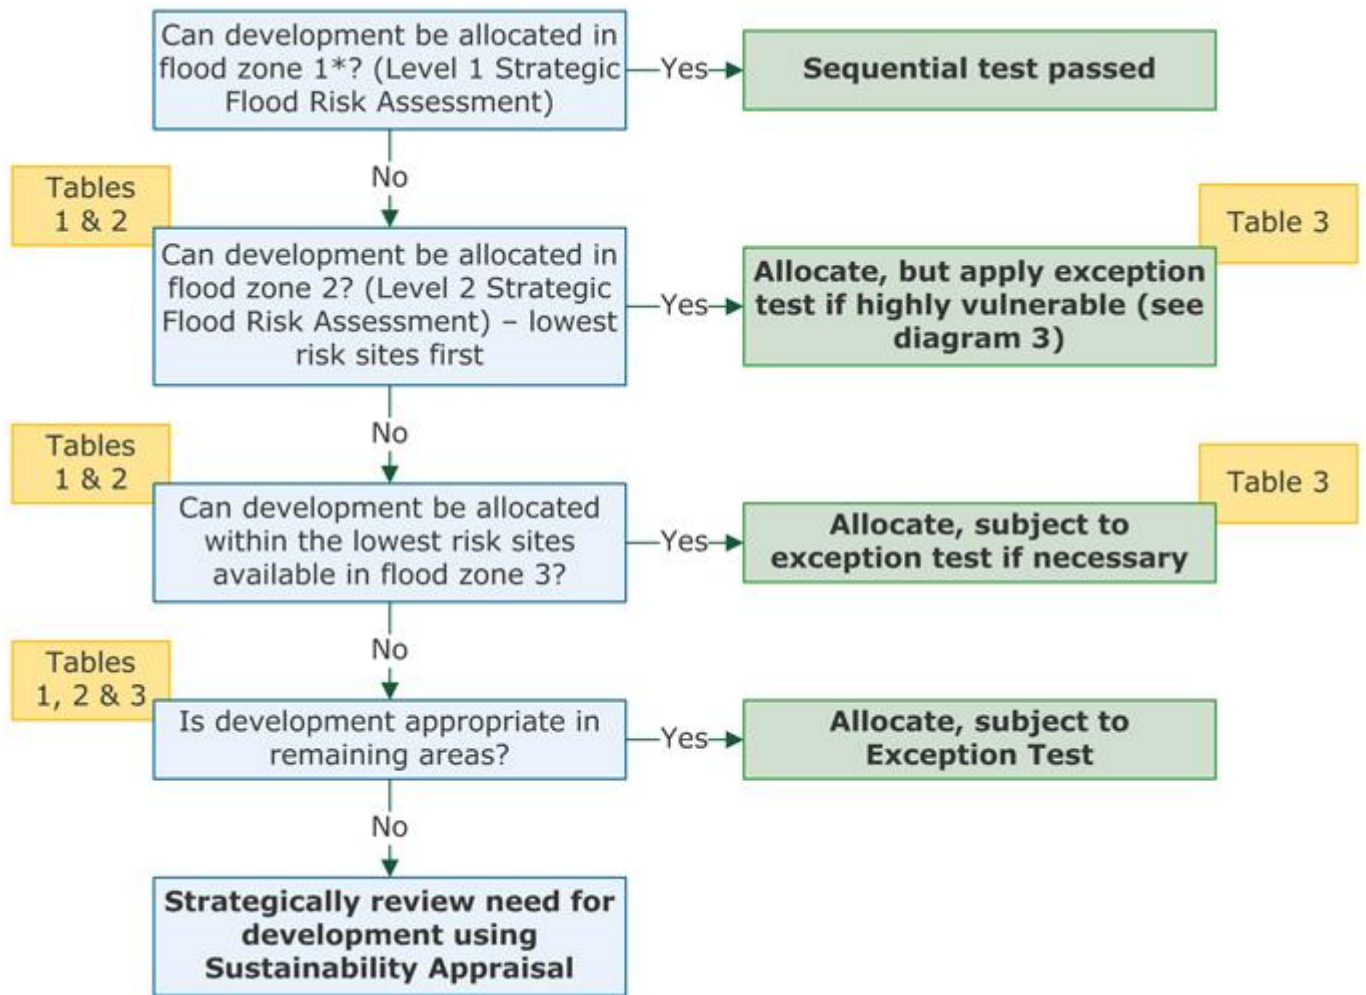 Can development be allocated in
flood zone 1*? (Level 1 Strategic
Flood Risk Assessment)
Yes
Sequential test passed
No
Tables
1 & 2
Can development be allocated in
flood zone 2? (Level 2 Strategic
Flood Risk Assessment) – lowest
risk sites first
Yes
Table 3
Allocate, but apply exception
test if highly vulnerable (see
diagram 3)
No
Tables
1 & 2
Can development be allocated
within the lowest risk sites
available in flood zone 3?
Yes
Table 3
Allocate, subject to
exception test if necessary
No
Tables
1, 2 & 3
Is development appropriate in
remaining areas?
Yes
Allocate, subject to
Exception Test
No
Strategically review need for
development using
Sustainability Appraisal